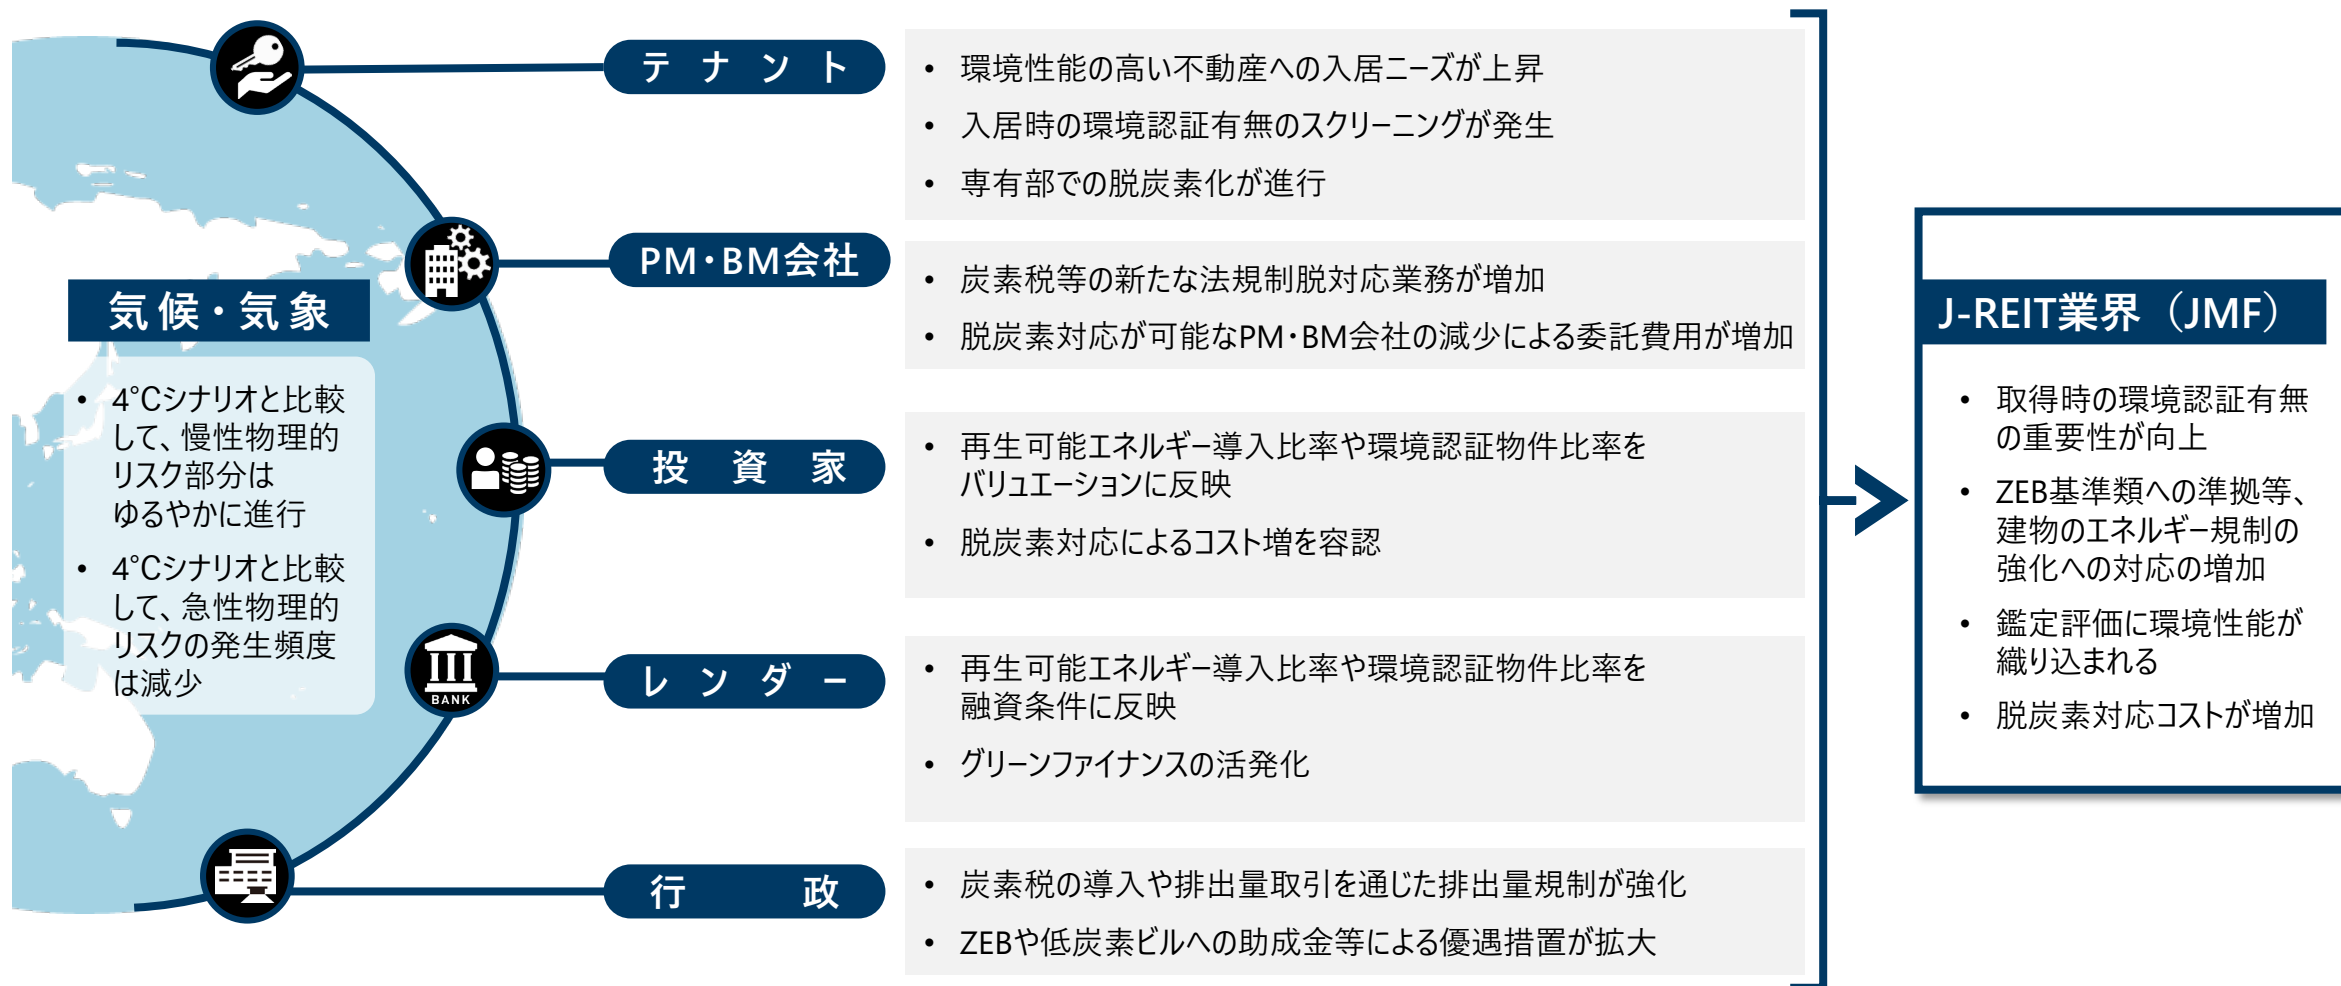 テナント
• 環境性能の高い不動産への入居ニーズが上昇
• 入居時の環境認証有無のスクリーニングが発生
• 専有部での脱炭素化が進行
PM・BM会社
• 炭素税等の新たな法規制脱対応業務が増加
• 脱炭素対応が可能なPM・BM会社の減少による委託費用が増加
気候・気象
• 4℃シナリオと比較
して、慢性物理的
リスク部分は
ゆるやかに進行
• 4℃シナリオと比較
して、急性物理的
リスクの発生頻度
は減少
投資家
• 再生可能エネルギー導入比率や環境認証物件比率を
バリュエーションに反映
• 脱炭素対応によるコスト増を容認
BANK
レンダー
• 再生可能エネルギー導入比率や環境認証物件比率を
融資条件に反映
• グリーンファイナンスの活発化
行政
• 炭素税の導入や排出量取引を通じた排出量規制が強化
• ZEBや低炭素ビルへの助成金等による優遇措置が拡大
J-REIT業界（JMF）
• 取得時の環境認証有無
の重要性が向上
• ZEB基準類への準拠等、
建物のエネルギー規制の
強化への対応の増加
• 鑑定評価に環境性能が
織り込まれる
• 脱炭素対応コストが増加